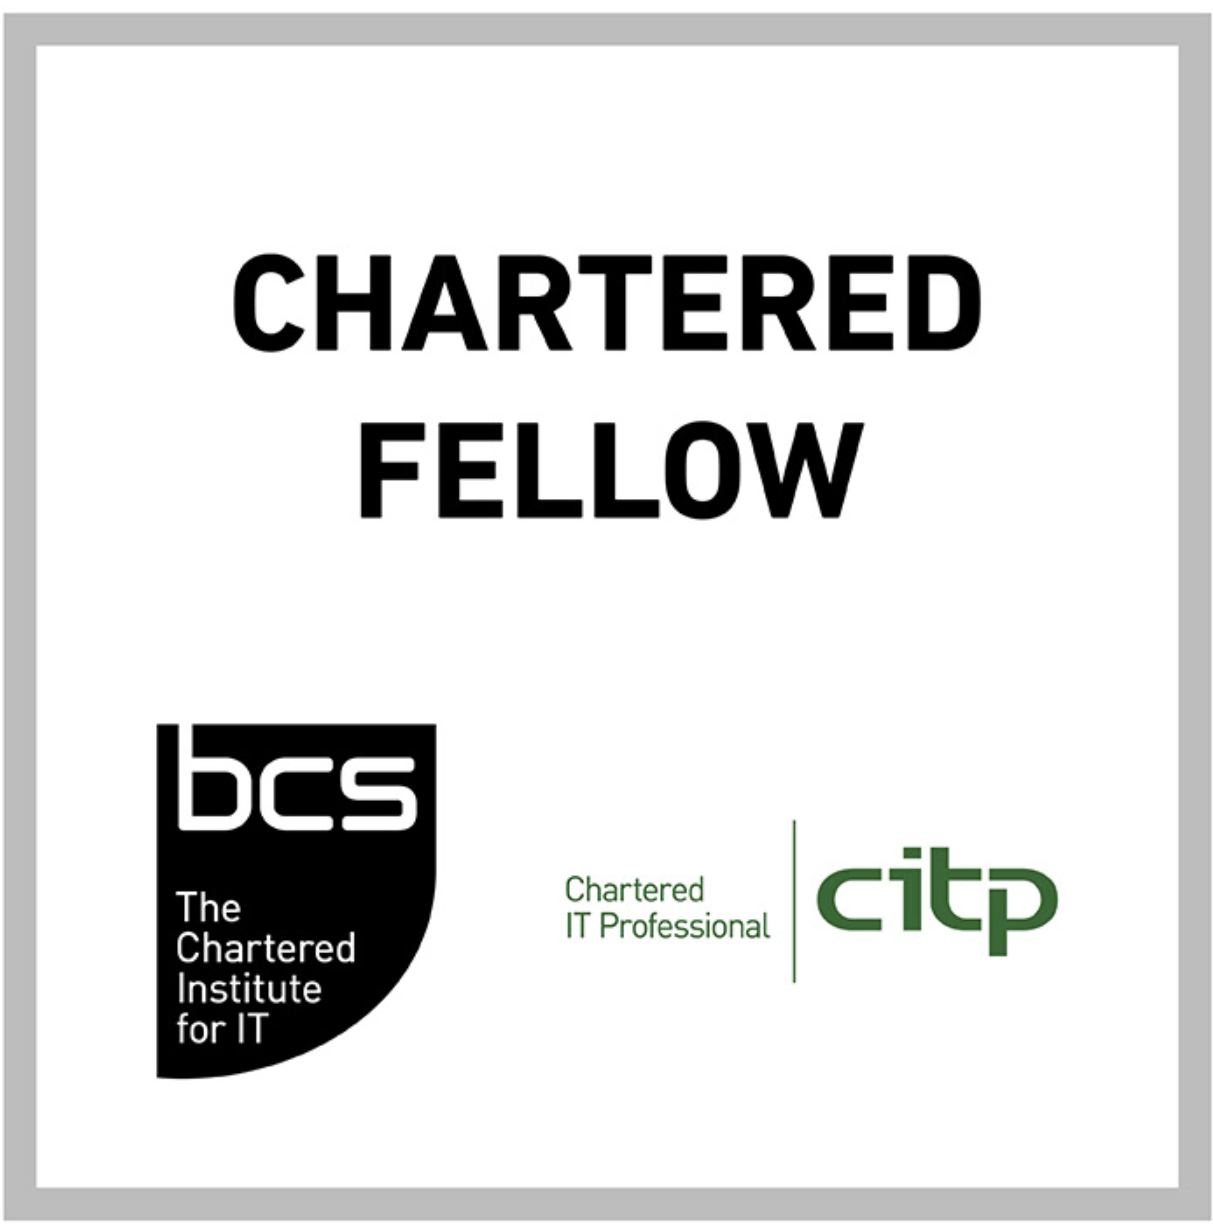 CHARTERED
FELLOW
bcs
The
Chartered
Institute
for IT
Chartered
IT Professional
citp